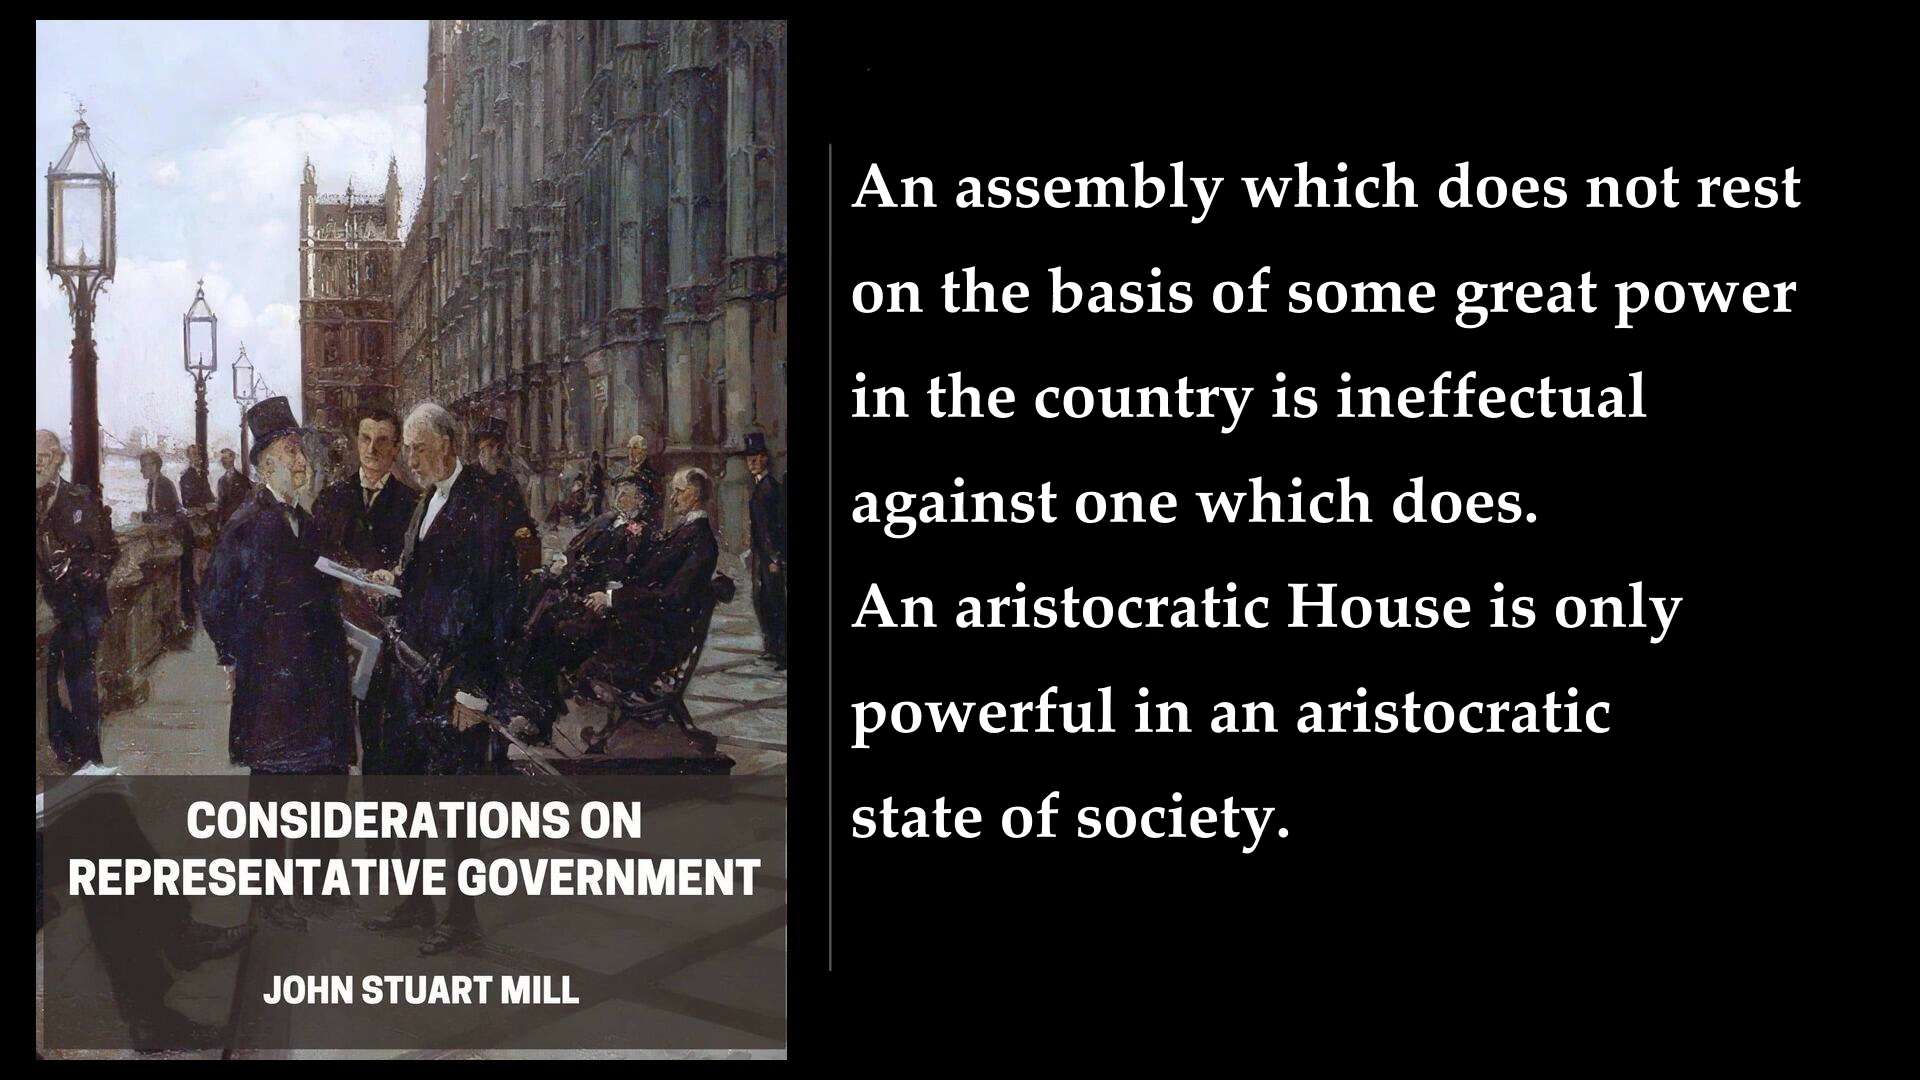 CONSIDERATIONS ON
REPRESENTATIVE GOVERNMENT
JOHN STUART MILL
An assembly which does not rest
on the basis of some great power
in the country is ineffectual
against one which does.
An aristocratic House is only
powerful in an aristocratic
state of society.